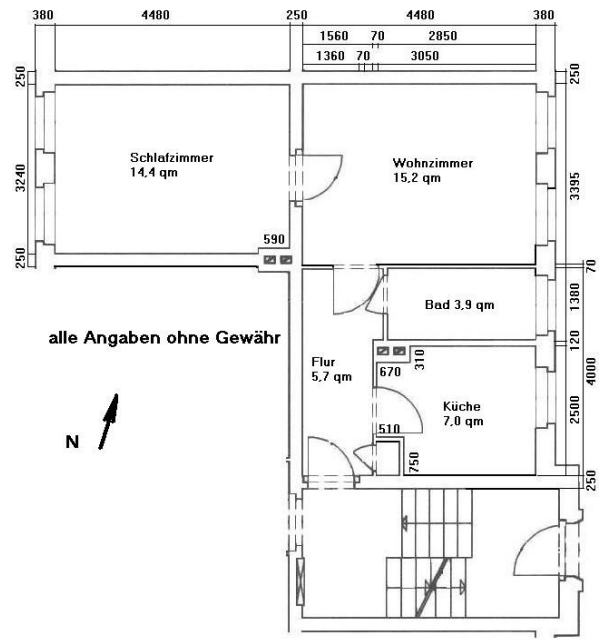 380 4480 250 4480 380
1560 70 2850
1360 70 3050
250
250
Schlafzimmer
14,4 qm
Wohnzimmer
15,2 qm
3240
3395
590
250
70
Bad 3,9 qm
1380
alle Angaben ohne Gewähr
120
310
Flur
5,7 qm
670
4000
N
Küche
7,0 qm
2500
510
750
250